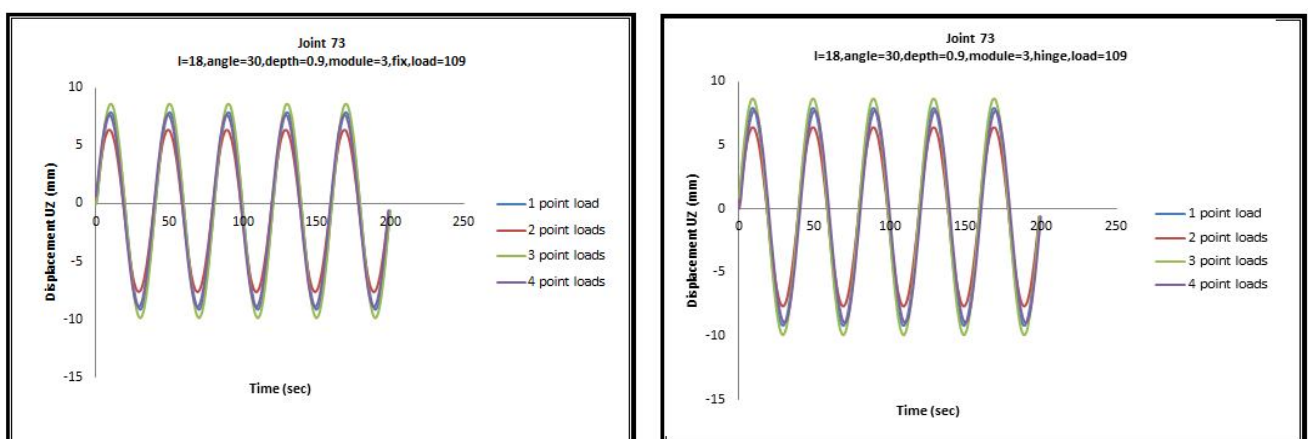 Joint 73
l=18,angle=30,depth=0.9,module=3,fix,load=109
10
5
0
-5
-10
-15
0 50 100 150 200 250
Displacement UZ (mm)
Time (sec)
1 point load
2 point loads
3 point loads
4 point loads
Joint 73
l=18,angle=30,depth=0.9,module=3,hinge,load=109
10
5
0
-5
-10
-15
0 50 100 150 200 250
Displacement UZ (mm)
Time (sec)
1 point load
2 point loads
3 point loads
4 point loads